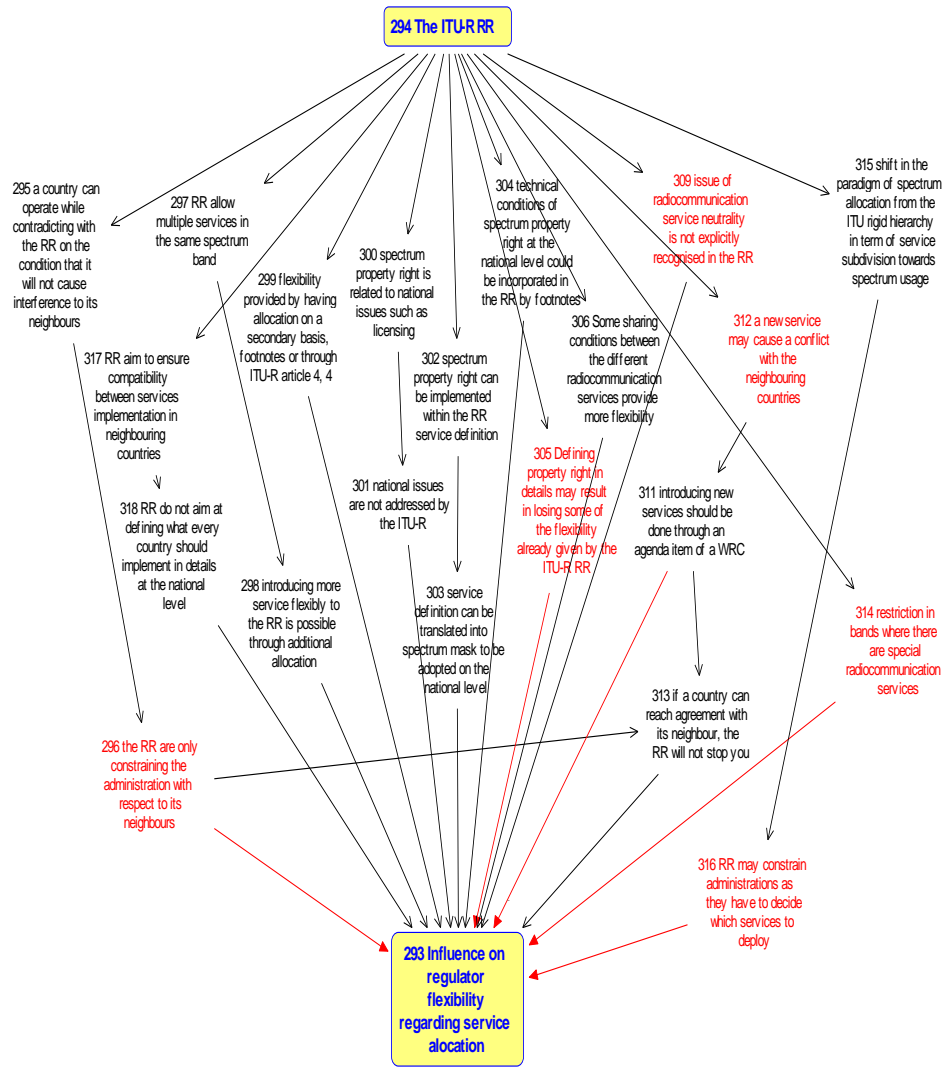 294 The ITU-R RR
295 a country can
operate while
contradicting with
the RR on the
condition that it
will not cause
interference to its
neighbours
297 RR allow
multiple services in
the same spectrum
band
299 flexibility
provided by having
allocation on a
secondary basis,
footnotes or through
ITU-R article 4, 4
300 spectrum
property right is
related to national
issues such as
licensing
304 technical
conditions of
spectrum property
right at the
national level could
be incorporated in
the RR by footnotes
309 issue of
radiocommunication
service neutrality
is not explicitly
recognised in the RR
315 shift in the
paradigm of spectrum
allocation from the
ITU rigid hierarchy
in term of service
subdivision towards
spectrum usage
317 RR aim to ensure
compatibility
between services
implementation in
neighbouring
countries
302 spectrum
property right can
be implemented
within the RR
service definition
306 Some sharing
conditions between
the different
radiocommunication
services provide
more flexibility
312 a new service
may cause a conflict
with the
neighbouring
countries
318 RR do not aim at
defining what every
country should
implement in details
at the national
level
301 national issues
are not addressed by
the ITU-R
305 Defining
property right in
details may result
in losing some of
the flexibility
already given by the
ITU-R RR
311 introducing new
services should be
done through an
agenda item of a WRC
298 introducing more
service flexibly to
the RR is possible
through additional
allocation
303 service
definition can be
translated into
spectrum mask to be
adopted on the
national level
314 restriction in
bands where there
are special
radiocommunication
services
296 the RR are only
constraining the
administration with
respect to its
neighbours
313 if a country can
reach agreement with
its neighbour, the
RR will not stop you
316 RR may constrain
administrations as
they have to decide
which services to
deploy
293 Influence on
regulator
flexibility
regarding service
alocation